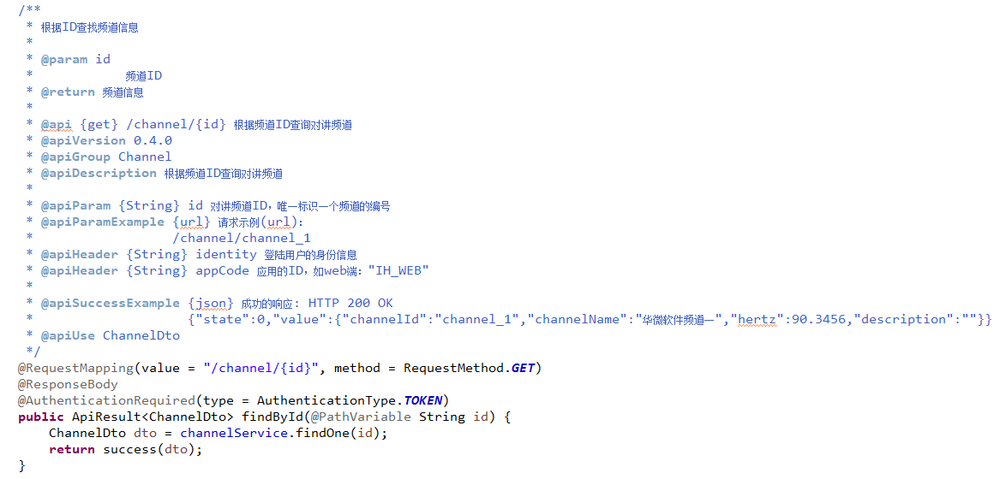 /**
 * 根据ID查找频道信息
 *
 * @param id
 *            频道ID
 * @return 频道信息
 *
 * @api {get} /channel/{id} 根据频道ID查询对讲频道
 * @apiVersion 0.4.0
 * @apiGroup Channel
 * @apiDescription 根据频道ID查询对讲频道
 *
 * @apiParam {String} id 对讲频道ID，唯一标识一个频道的编号
 * @apiParamExample {url} 请求示例(url)：
 *                  /channel/channel_1
 * @apiHeader {String} identity 登陆用户的身份信息
 * @apiHeader {String} appCode 应用的ID，如web端："IH_WEB"
 *
 * @apiSuccessExample {json} 成功的响应: HTTP 200 OK
 *                    {"state":0,"value":{"channelId":"channel_1","channelName":"华微软件频道一","hertz":90.3456,"description":""}}
 * @apiUse ChannelDto
 */
@RequestMapping(value = "/channel/{id}", method = RequestMethod.GET)
@ResponseBody
@AuthenticationRequired(type = AuthenticationType.TOKEN)
public ApiResult<ChannelDto> findById(@PathVariable String id) {
    ChannelDto dto = channelService.findOne(id);
    return success(dto);
}